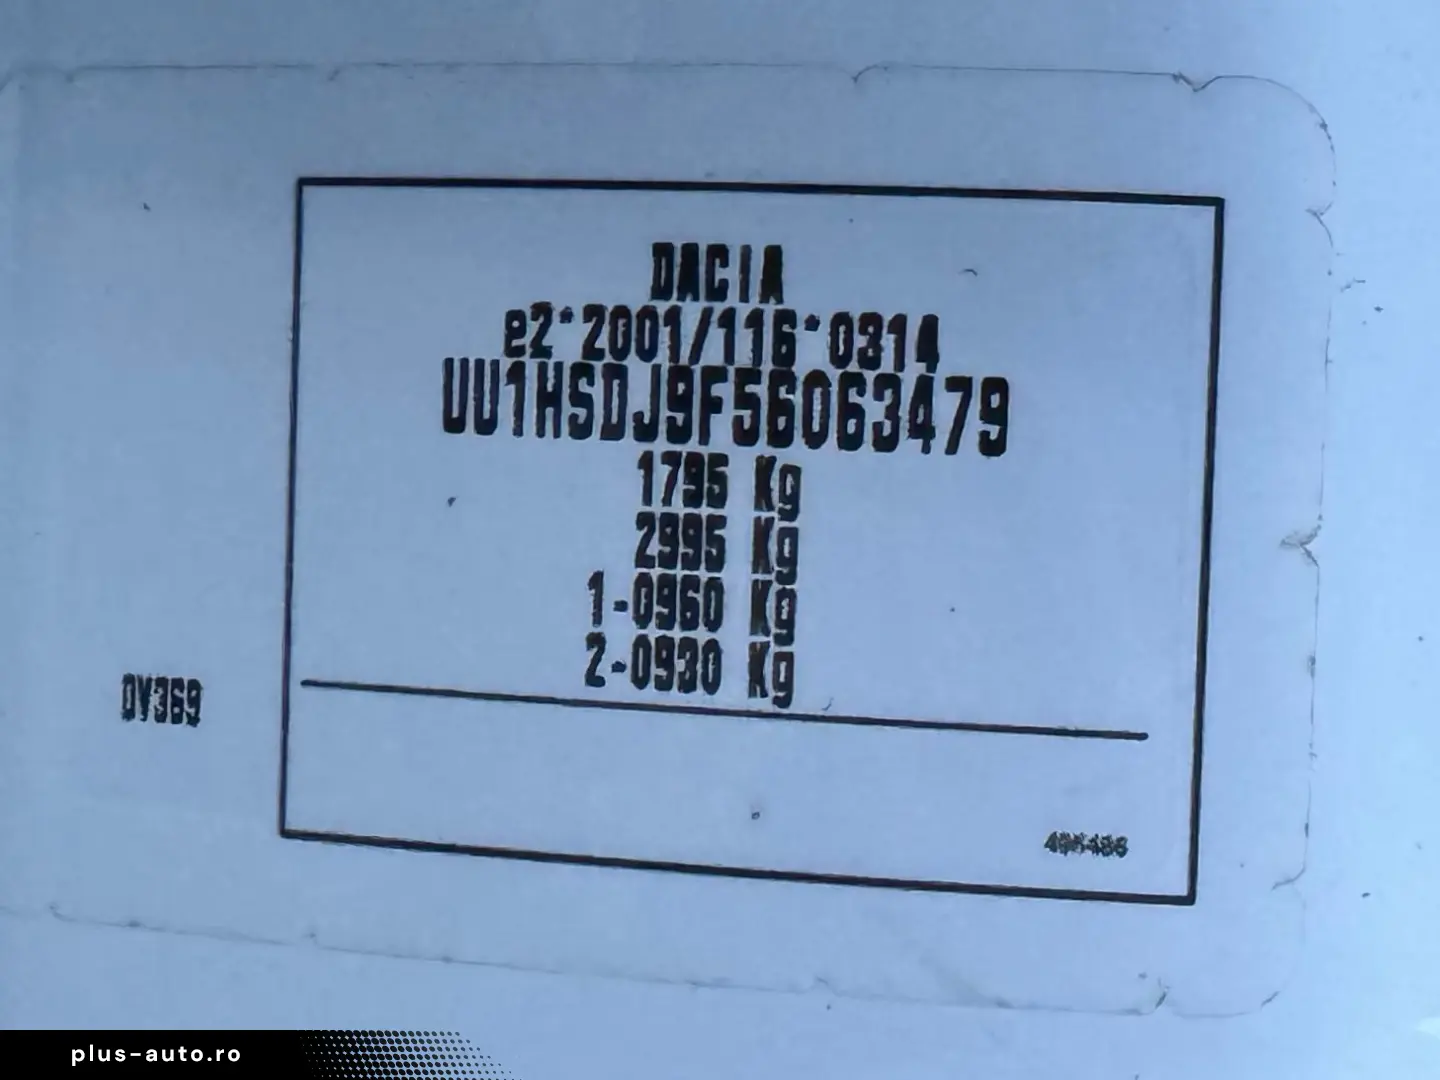 DACIA
e2*2001/116*0314
UU1HSDJ9F56063479
1795 Kg
2995 Kg
1-0960 Kg
2-0930 Kg
DV369
plus-auto.ro